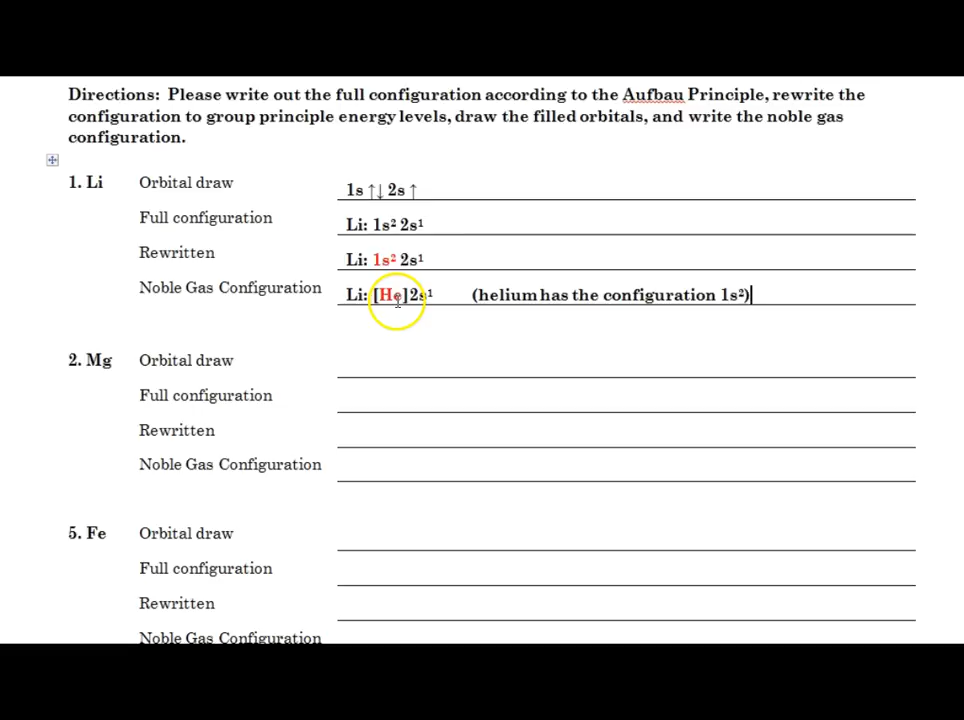 Directions: Please write out the full configuration according to the Aufbau Principle, rewrite the
configuration to group principle energy levels, draw the filled orbitals, and write the noble gas
configuration.
1. Li Orbital draw 1s ↑↓ 2s ↑
Full configuration Li: 1s² 2s¹
Rewritten Li: 1s² 2s¹
Noble Gas Configuration Li: [He]2s¹ (helium has the configuration 1s²)
2. Mg Orbital draw
Full configuration
Rewritten
Noble Gas Configuration
5. Fe Orbital draw
Full configuration
Rewritten
Noble Gas Configuration